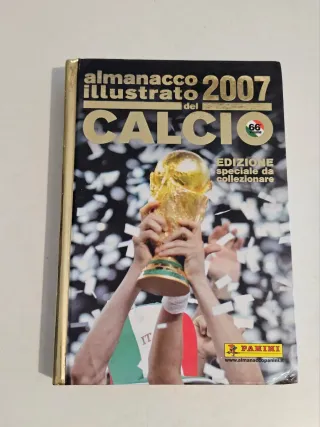 almanacco
illustrato 2007
del
CALCIO
66
EDIZIONE
speciale da
collezionare
PANINI
www.almanaccopanini.it